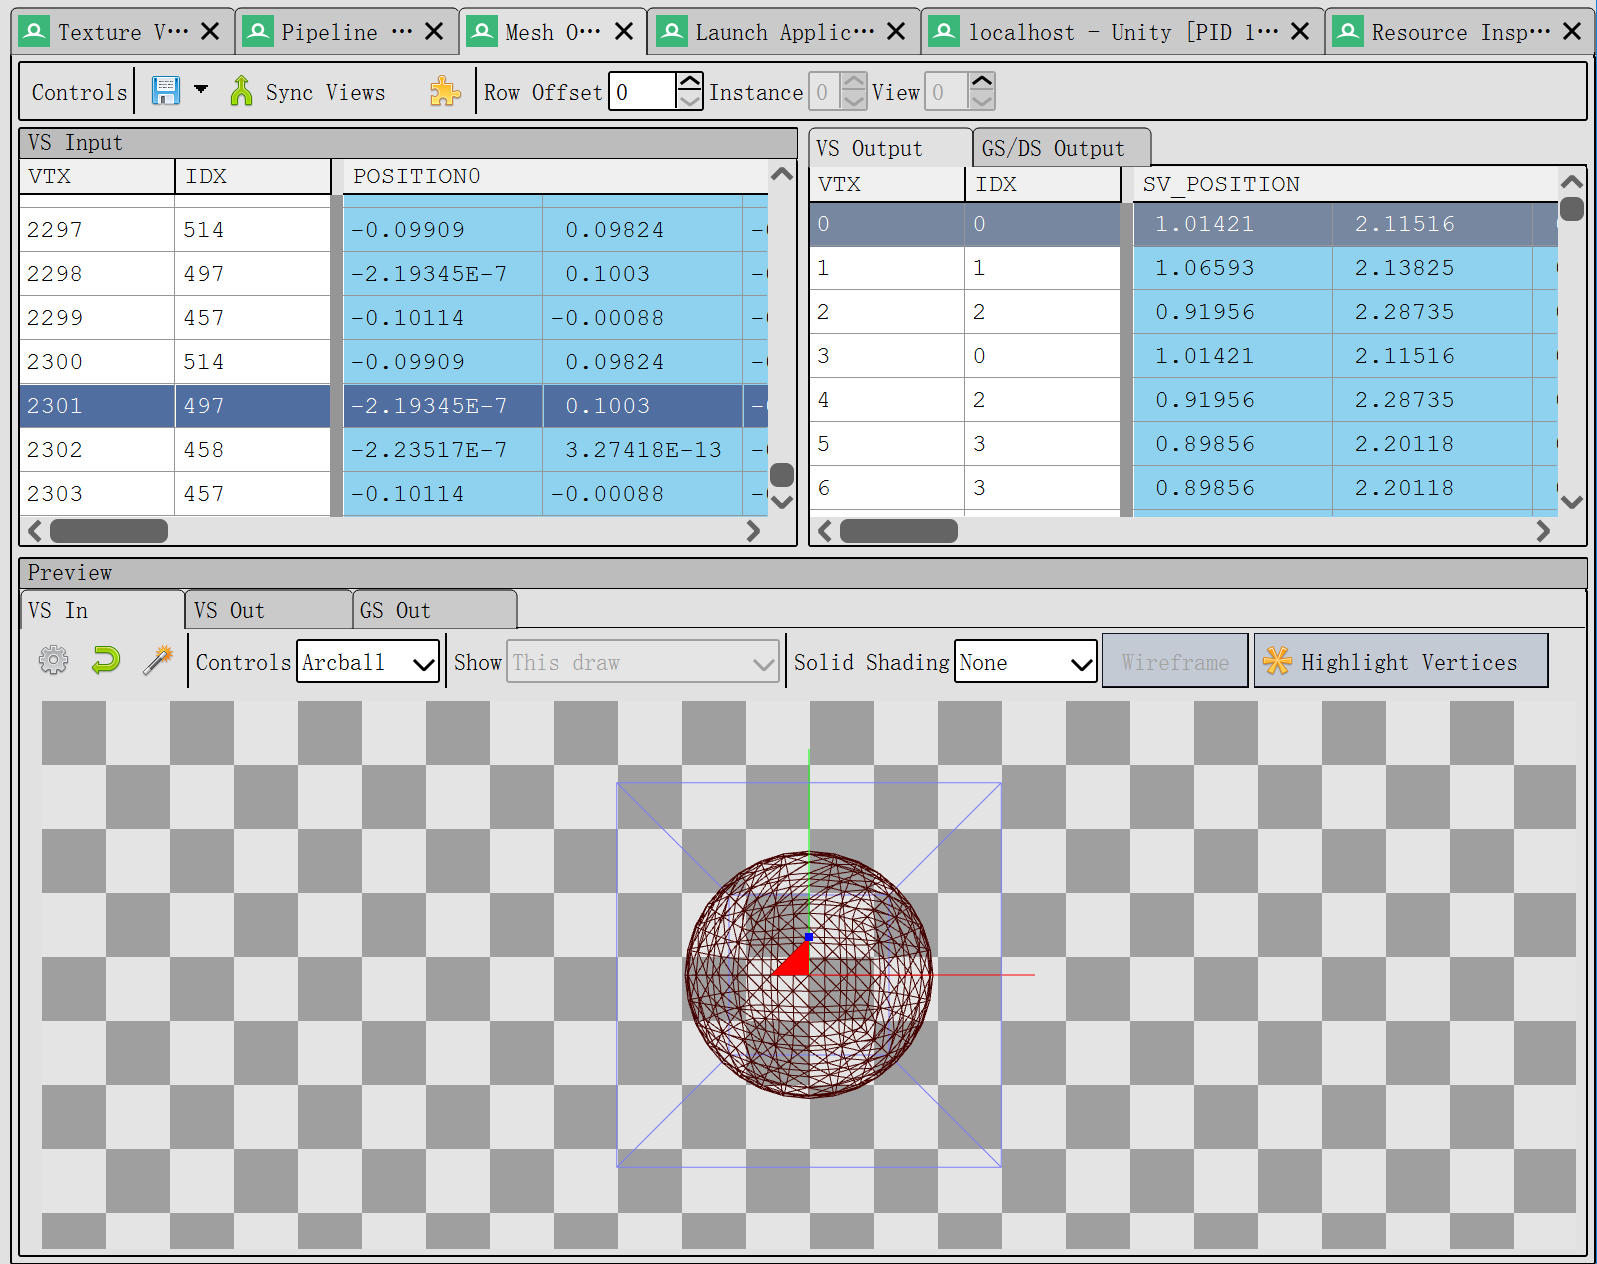 Texture V··· Pipeline ··· Mesh O··· Launch Applic··· localhost - Unity [PID 1··· Resource Insp···
Controls Sync Views Row Offset 0 Instance 0 View 0
VS Input
VTX IDX POSITION0
2297 514 -0.09909 0.09824 -
2298 497 -2.19345E-7 0.1003 -
2299 457 -0.10114 -0.00088 -
2300 514 -0.09909 0.09824 -
2301 497 -2.19345E-7 0.1003 -
2302 458 -2.23517E-7 3.27418E-13 -
2303 457 -0.10114 -0.00088 -
VS Output GS/DS Output
VTX IDX SV_POSITION
0 0 1.01421 2.11516
1 1 1.06593 2.13825
2 2 0.91956 2.28735
3 0 1.01421 2.11516
4 2 0.91956 2.28735
5 3 0.89856 2.20118
6 3 0.89856 2.20118
Preview
VS In VS Out GS Out
Controls Arcball Show This draw Solid Shading None Wireframe Highlight Vertices